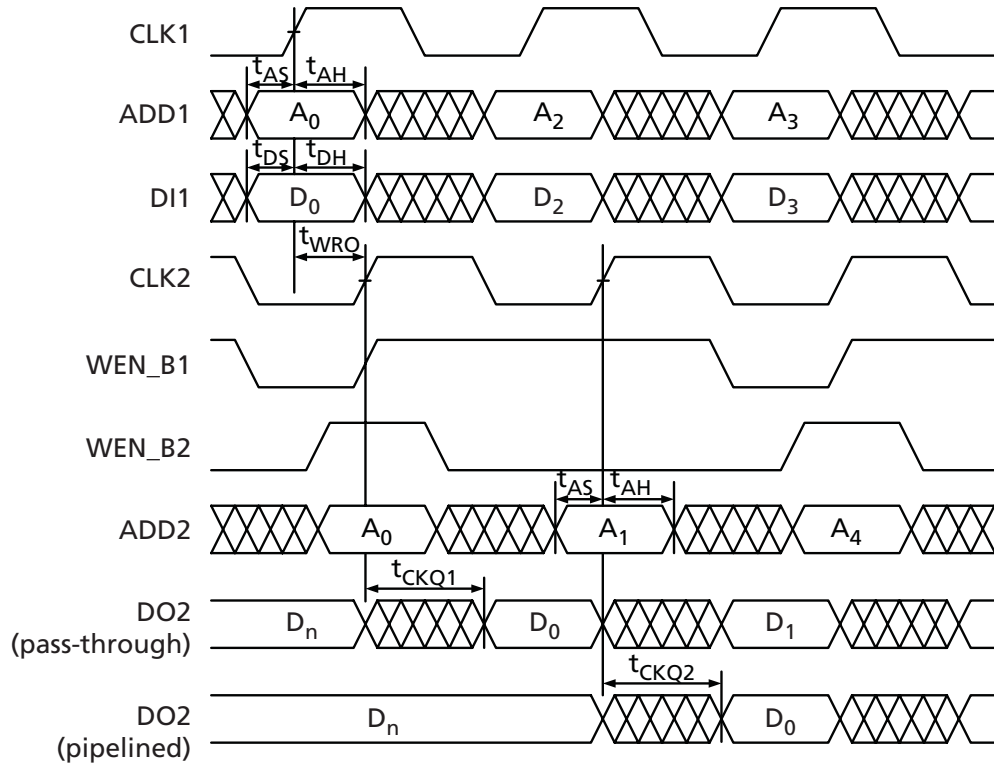 CLK1
t_AS t_AH
ADD1 A_0 A_2 A_3
t_DS t_DH
DI1 D_0 D_2 D_3
t_WRO
CLK2
WEN_B1
WEN_B2
t_AS t_AH
ADD2 A_0 A_1 A_4
t_CKQ1
DO2 (pass-through) D_n D_0 D_1
t_CKQ2
DO2 (pipelined) D_n D_0